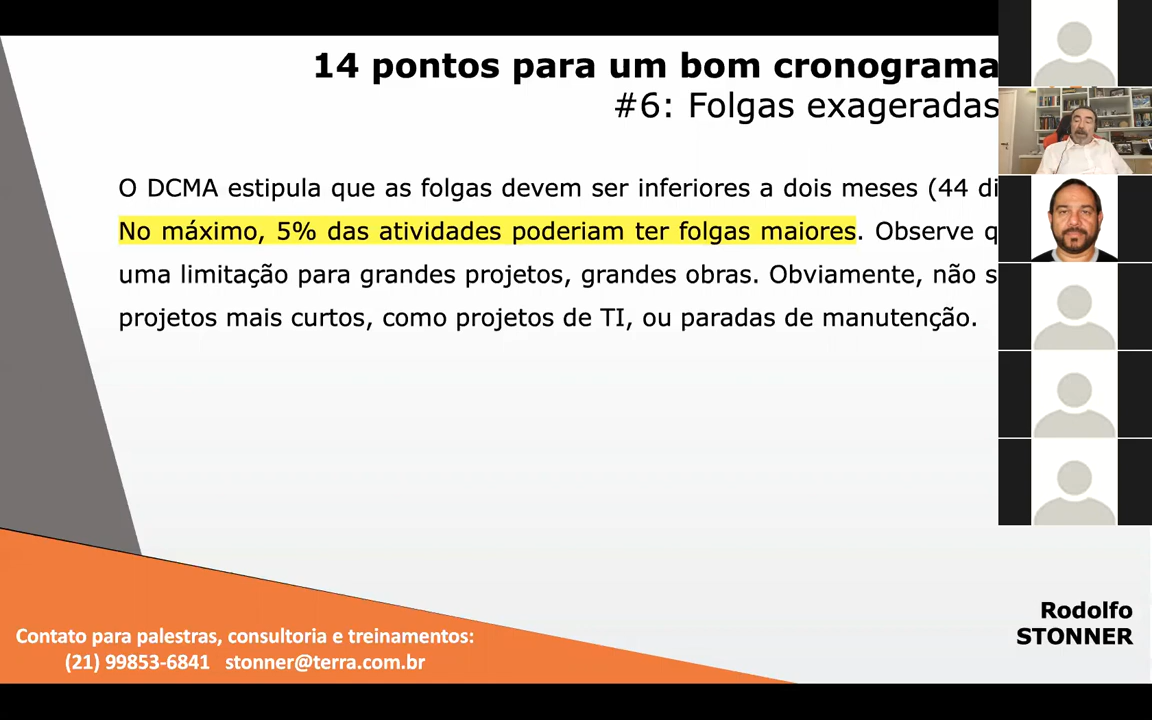 14 pontos para um bom cronograma
#6: Folgas exageradas
O DCMA estipula que as folgas devem ser inferiores a dois meses (44
No máximo, 5% das atividades poderiam ter folgas maiores. Observe
uma limitação para grandes projetos, grandes obras. Obviamente, não
projetos mais curtos, como projetos de TI, ou paradas de manutenção.
Rodolfo
STONNER
Contato para palestras, consultoria e treinamentos:
(21) 99853-6841 stonner@terra.com.br